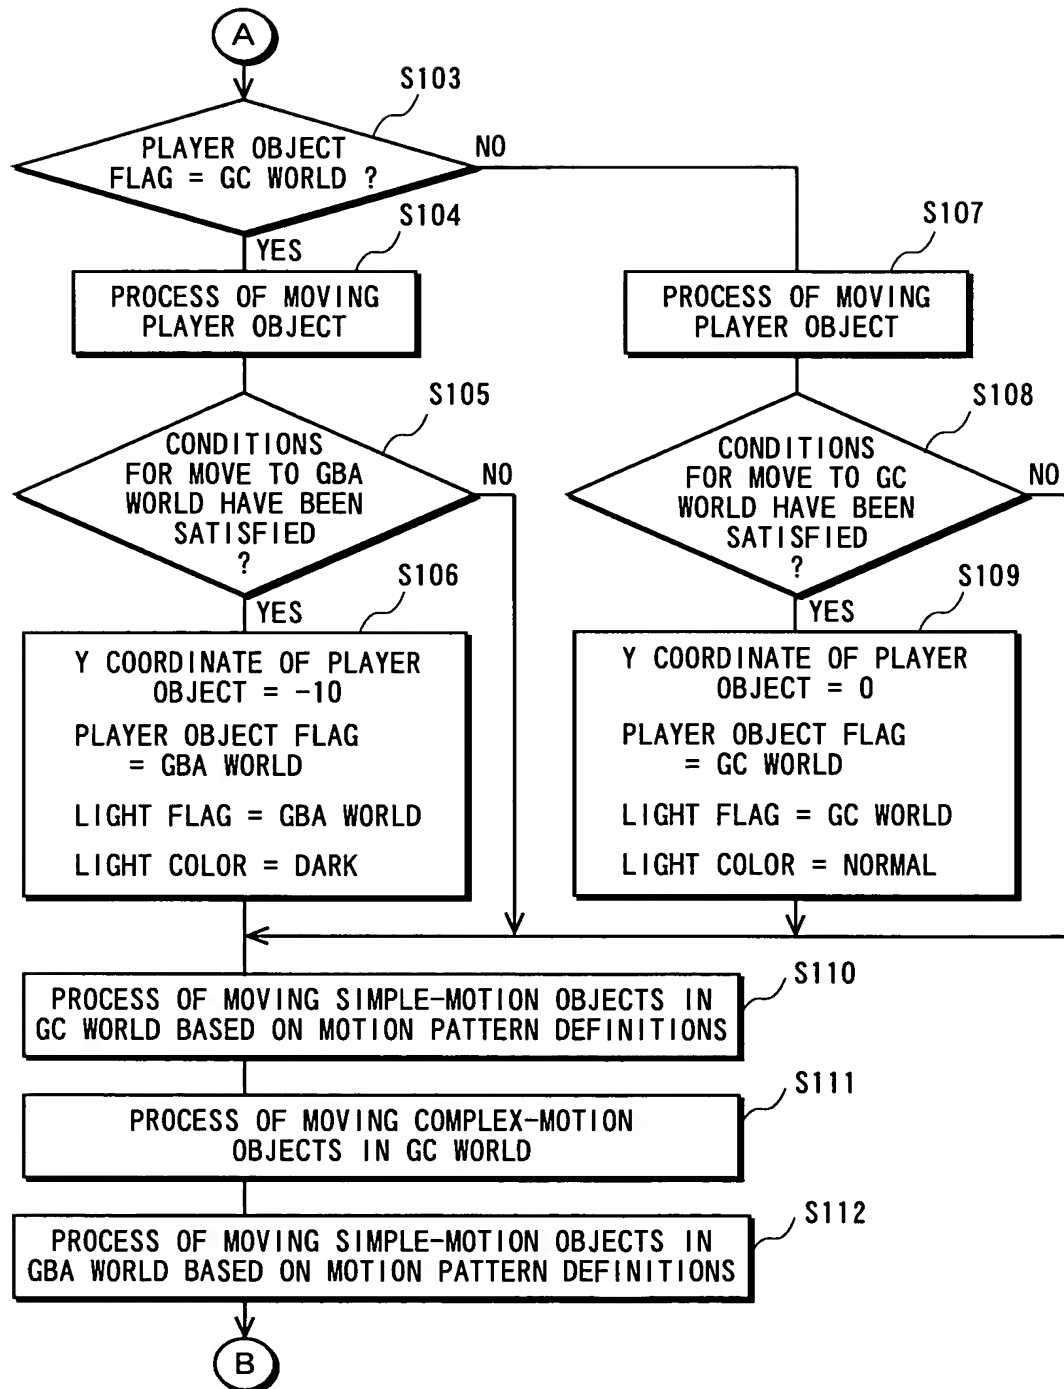 A
S103
PLAYER OBJECT
FLAG = GC WORLD ?
NO
YES
S104
PROCESS OF MOVING
PLAYER OBJECT
S107
PROCESS OF MOVING
PLAYER OBJECT
S105
CONDITIONS
FOR MOVE TO GBA
WORLD HAVE BEEN
SATISFIED
?
NO
YES
S108
CONDITIONS
FOR MOVE TO GC
WORLD HAVE BEEN
SATISFIED
?
NO
YES
S106
Y COORDINATE OF PLAYER
OBJECT = -10
PLAYER OBJECT FLAG
= GBA WORLD
LIGHT FLAG = GBA WORLD
LIGHT COLOR = DARK
S109
Y COORDINATE OF PLAYER
OBJECT = 0
PLAYER OBJECT FLAG
= GC WORLD
LIGHT FLAG = GC WORLD
LIGHT COLOR = NORMAL
S110
PROCESS OF MOVING SIMPLE-MOTION OBJECTS IN
GC WORLD BASED ON MOTION PATTERN DEFINITIONS
S111
PROCESS OF MOVING COMPLEX-MOTION
OBJECTS IN GC WORLD
S112
PROCESS OF MOVING SIMPLE-MOTION OBJECTS IN
GBA WORLD BASED ON MOTION PATTERN DEFINITIONS
B